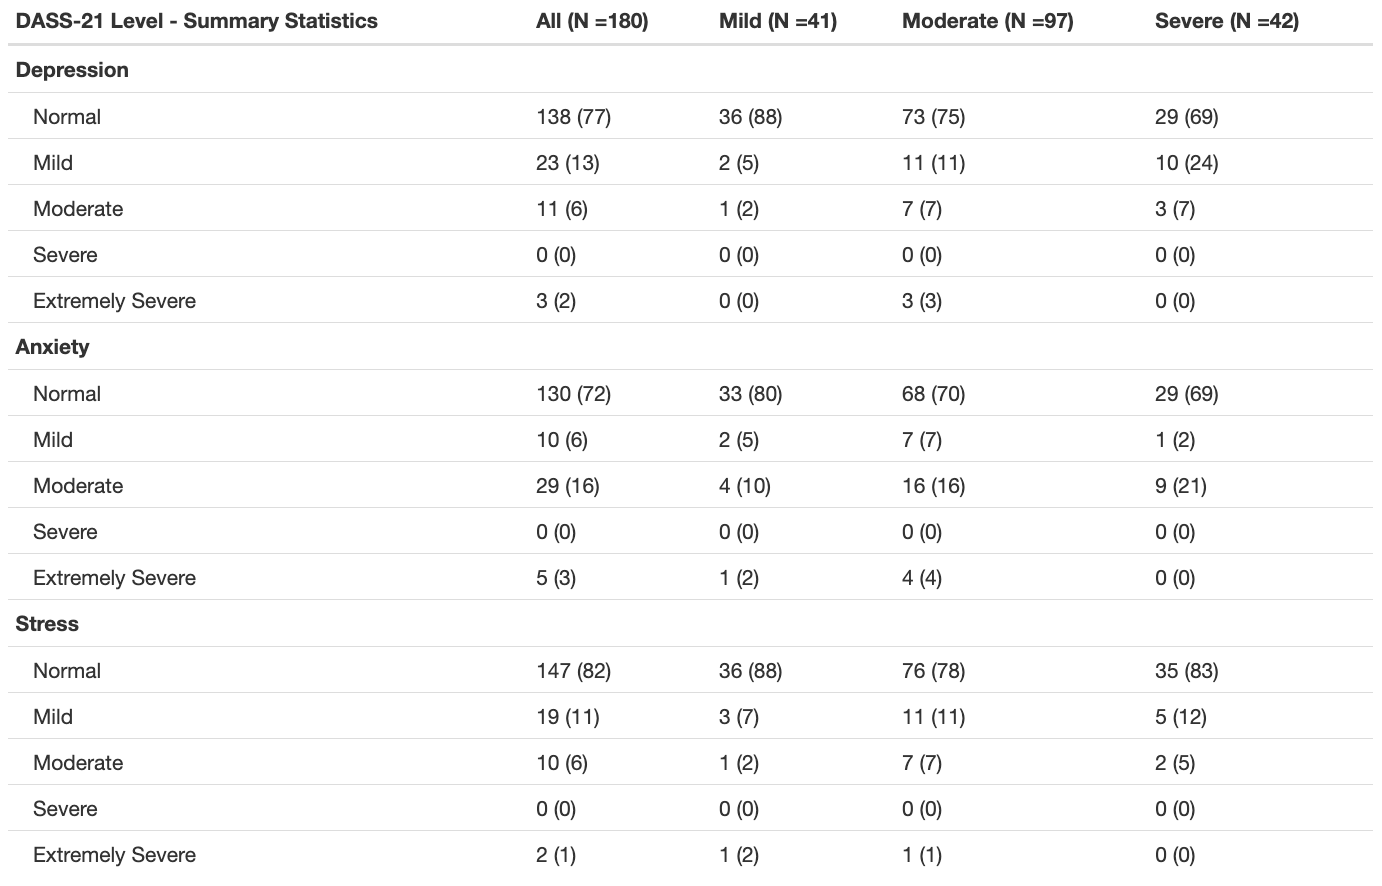 DASS-21 Level - Summary Statistics All (N =180) Mild (N =41) Moderate (N =97) Severe (N =42)
Depression
Normal 138 (77) 36 (88) 73 (75) 29 (69)
Mild 23 (13) 2 (5) 11 (11) 10 (24)
Moderate 11 (6) 1 (2) 7 (7) 3 (7)
Severe 0 (0) 0 (0) 0 (0) 0 (0)
Extremely Severe 3 (2) 0 (0) 3 (3) 0 (0)
Anxiety
Normal 130 (72) 33 (80) 68 (70) 29 (69)
Mild 10 (6) 2 (5) 7 (7) 1 (2)
Moderate 29 (16) 4 (10) 16 (16) 9 (21)
Severe 0 (0) 0 (0) 0 (0) 0 (0)
Extremely Severe 5 (3) 1 (2) 4 (4) 0 (0)
Stress
Normal 147 (82) 36 (88) 76 (78) 35 (83)
Mild 19 (11) 3 (7) 11 (11) 5 (12)
Moderate 10 (6) 1 (2) 7 (7) 2 (5)
Severe 0 (0) 0 (0) 0 (0) 0 (0)
Extremely Severe 2 (1) 1 (2) 1 (1) 0 (0)